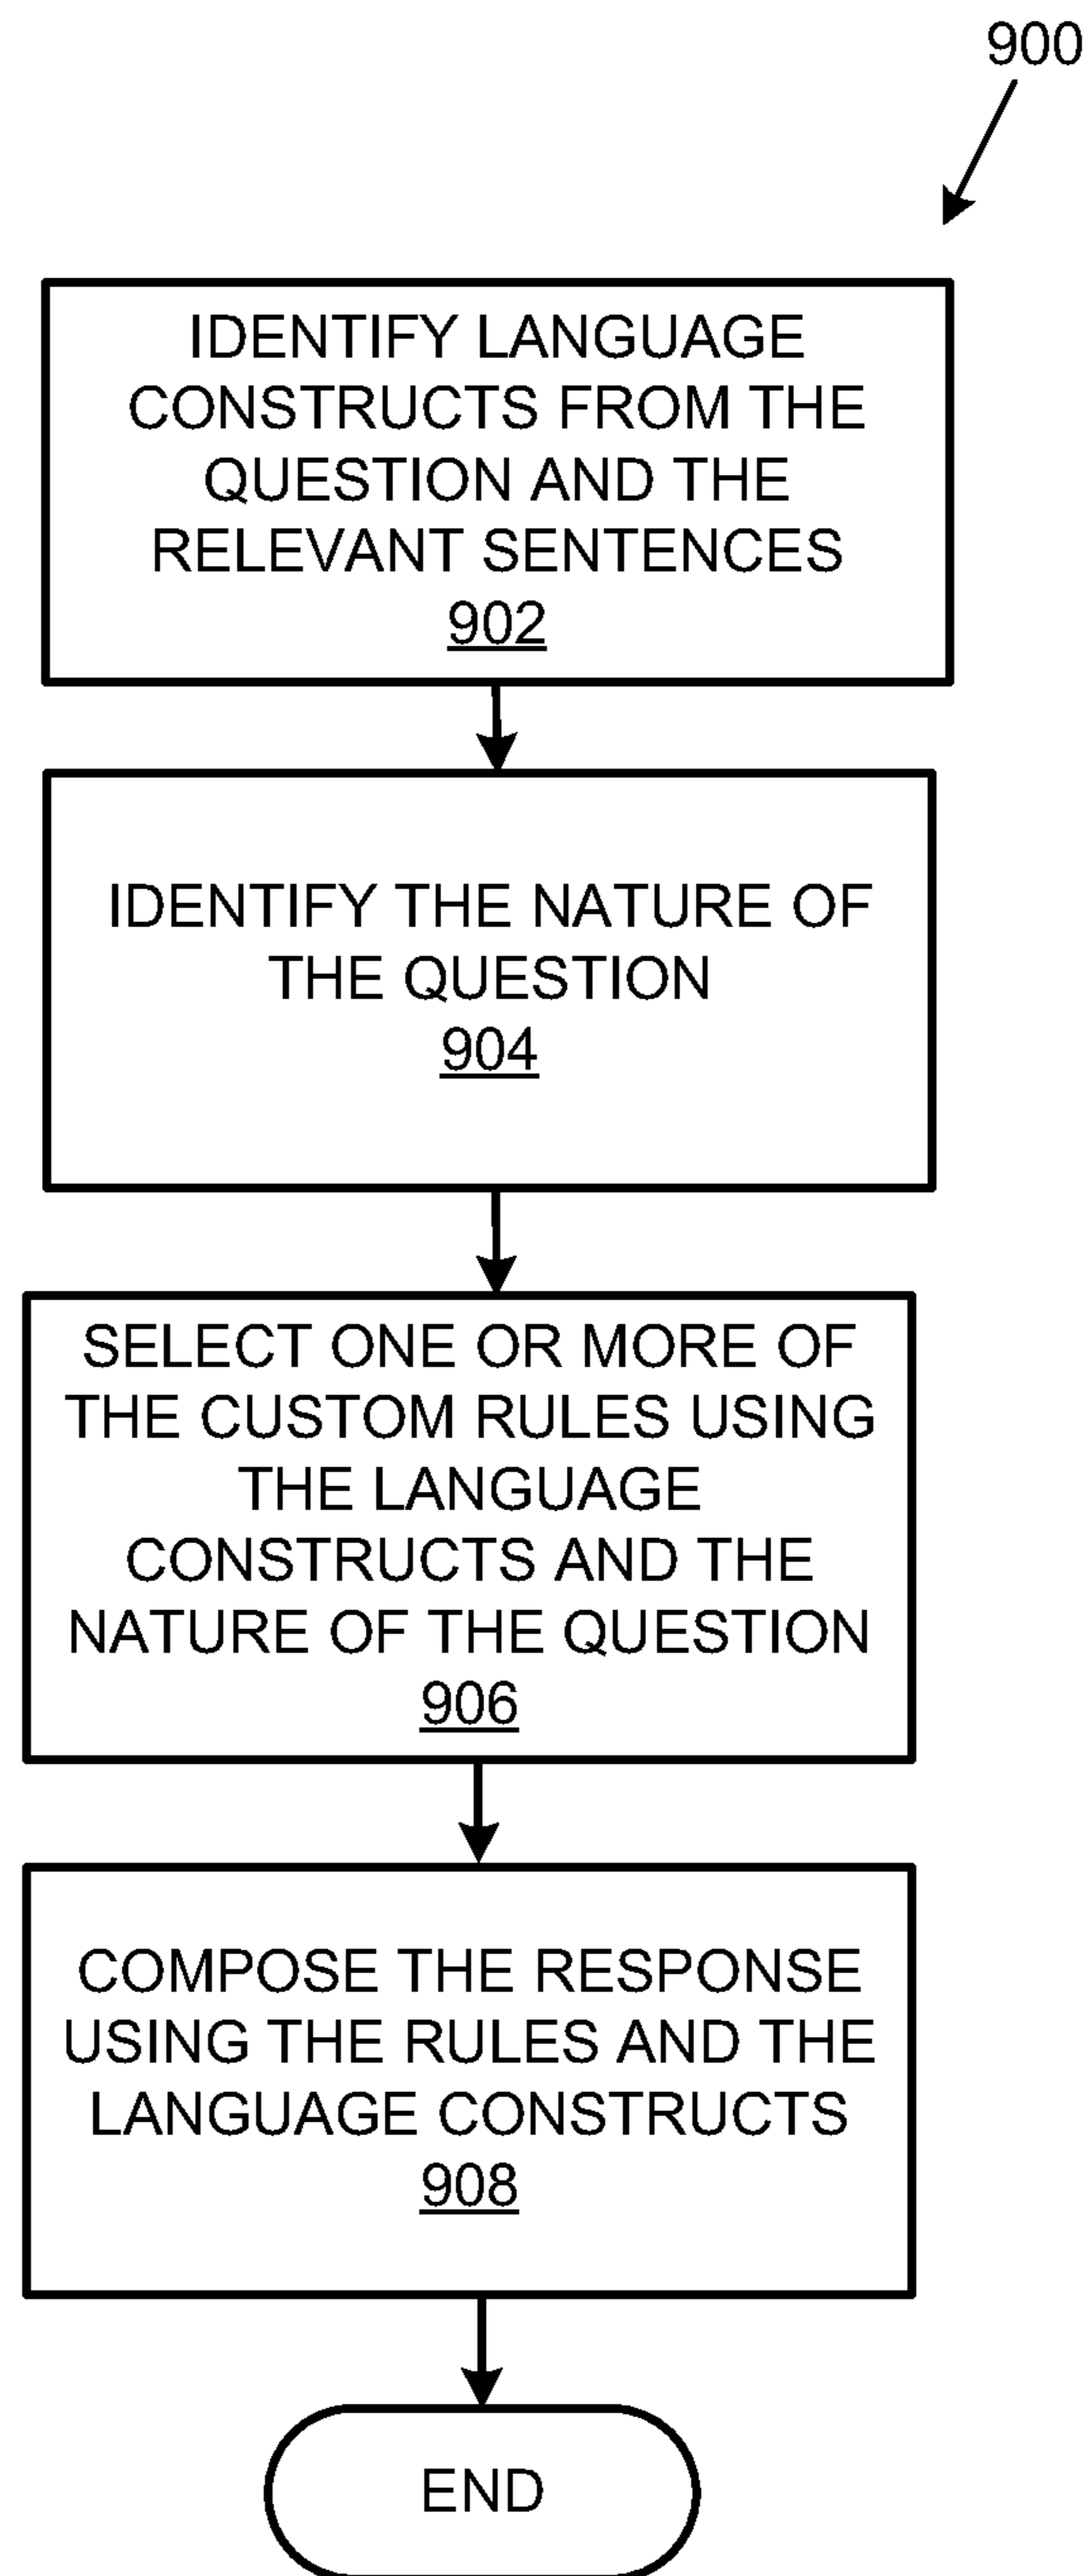 900
IDENTIFY LANGUAGE
CONSTRUCTS FROM THE
QUESTION AND THE
RELEVANT SENTENCES
902
IDENTIFY THE NATURE OF
THE QUESTION
904
SELECT ONE OR MORE OF
THE CUSTOM RULES USING
THE LANGUAGE
CONSTRUCTS AND THE
NATURE OF THE QUESTION
906
COMPOSE THE RESPONSE
USING THE RULES AND THE
LANGUAGE CONSTRUCTS
908
END